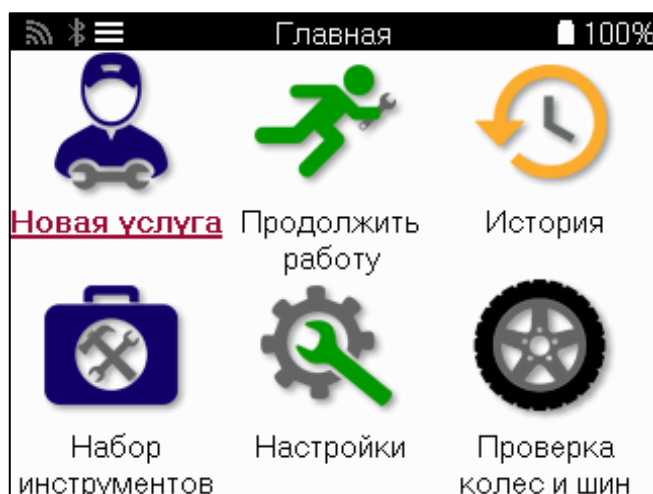 Главная 100%
Новая услуга Продолжить работу История
Набор инструментов Настройки Проверка колес и шин